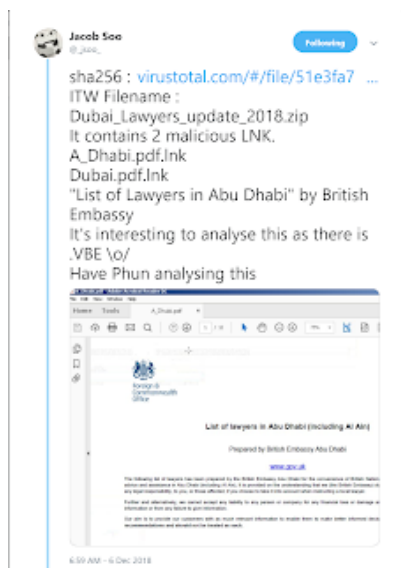 Jacob Soo
@_jsoo_
Following
sha256 : virustotal.com/#/file/51e3fa7 ...
ITW Filename :
Dubai_Lawyers_update_2018.zip
It contains 2 malicious LNK.
A_Dhabi.pdf.lnk
Dubai.pdf.lnk
"List of Lawyers in Abu Dhabi" by British
Embassy
It's interesting to analyse this as there is
.VBE \o/
Have Phun analysing this
Home Tools A_Dhabi.pdf ×
Foreign &
Commonwealth
Office
List of lawyers in Abu Dhabi (including Al Ain)
Prepared by British Embassy Abu Dhabi
www.gov.uk
6:59 AM - 6 Dec 2018